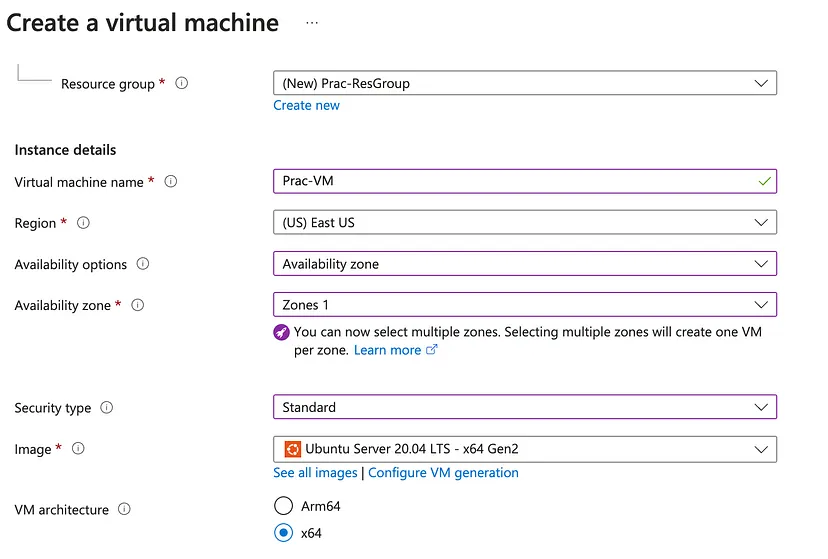 Create a virtual machine ...
Resource group *
(New) Prac-ResGroup
Create new
Instance details
Virtual machine name *
Prac-VM
Region *
(US) East US
Availability options
Availability zone
Availability zone *
Zones 1
You can now select multiple zones. Selecting multiple zones will create one VM
per zone. Learn more
Security type
Standard
Image *
Ubuntu Server 20.04 LTS - x64 Gen2
See all images | Configure VM generation
VM architecture
Arm64
x64